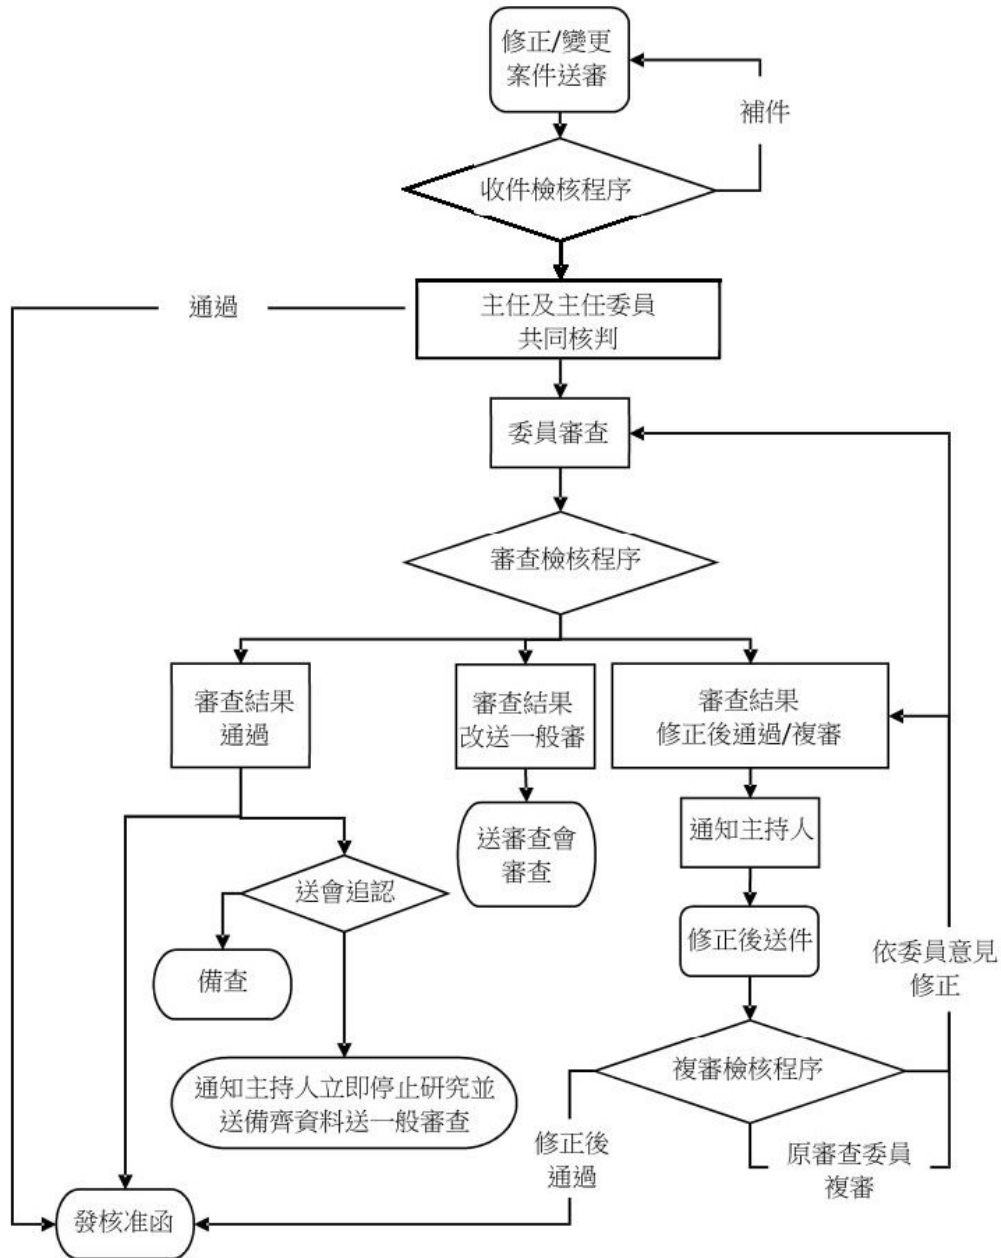 修正/變更
案件送審
補件
收件檢核程序
通過
主任及主任委員
共同核判
委員審查
審查檢核程序
審查結果
通過
審查結果
改送一般審
審查結果
修正後通過/複審
通知主持人
送審查會
審查
送會追認
修正後送件
備查
依委員意見
修正
複審檢核程序
通知主持人立即停止研究並
送備齊資料送一般審查
修正後
通過
原審查委員
複審
發核准函